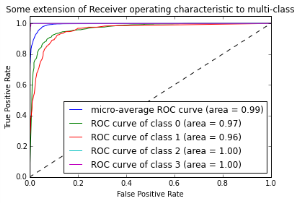 Some extension of Receiver operating characteristic to multi-class
1.0
0.8
0.6
0.4
0.2
0.0
True Positive Rate
micro-average ROC curve (area = 0.99)
ROC curve of class 0 (area = 0.97)
ROC curve of class 1 (area = 0.96)
ROC curve of class 2 (area = 1.00)
ROC curve of class 3 (area = 1.00)
0.0 0.2 0.4 0.6 0.8 1.0
False Positive Rate